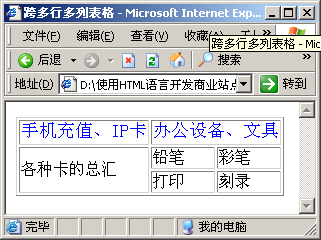 跨多行多列表格 - Microsoft Internet Exp...
文件(F) 编辑(E) 查看(V) 收藏(A)
跨多行多列表格 - Mic
后退 搜索
地址(D) D:\使用HTML语言开发商业站点 转到
手机充值、IP卡 办公设备、文具
各种卡的总汇 铅笔 彩笔
打印 刻录
完毕 我的电脑